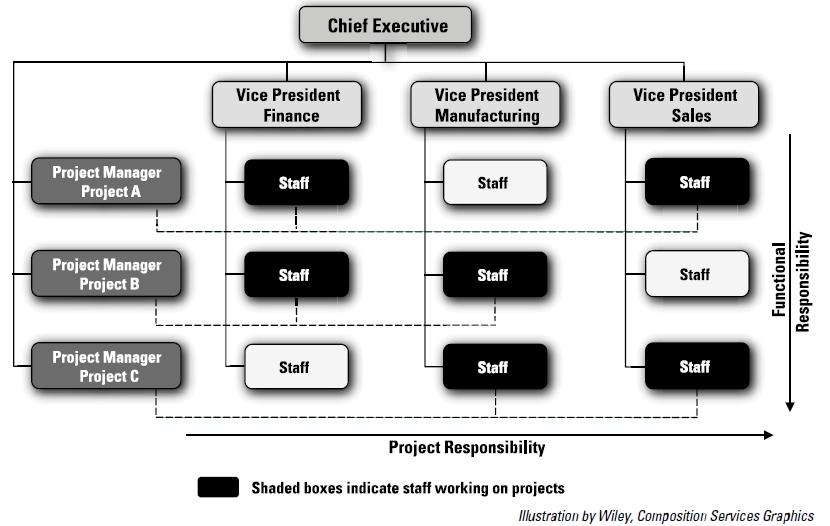 Chief Executive
Vice President
Finance
Vice President
Manufacturing
Vice President
Sales
Project Manager
Project A
Staff
Staff
Staff
Project Manager
Project B
Staff
Staff
Staff
Project Manager
Project C
Staff
Staff
Staff
Functional
Responsibility
Project Responsibility
Shaded boxes indicate staff working on projects
Illustration by Wiley, Composition Services Graphics